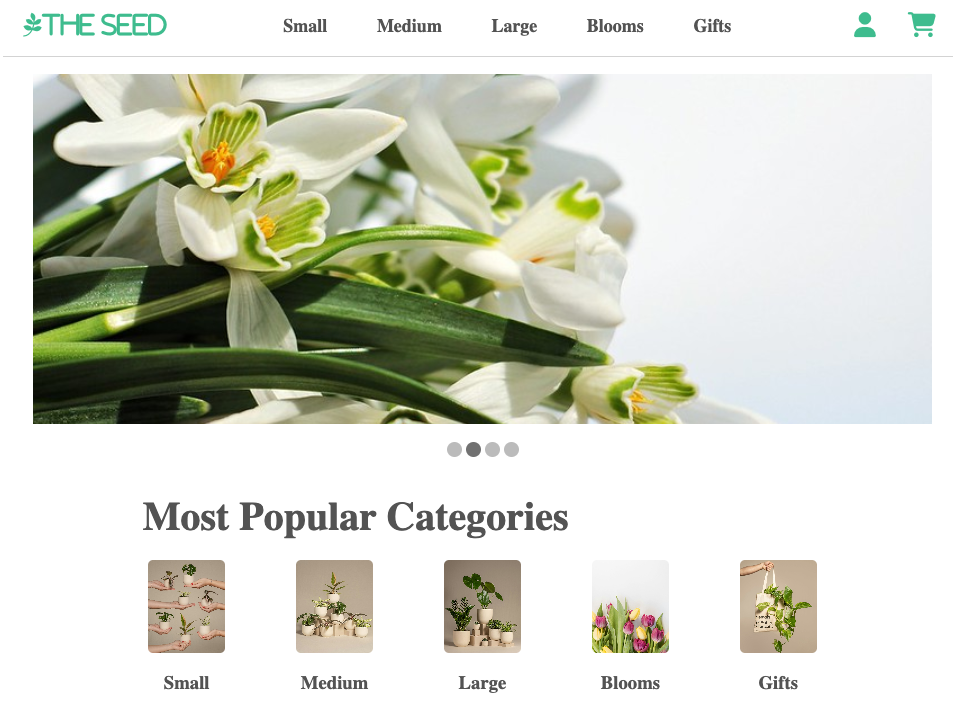 THE SEED
Small Medium Large Blooms Gifts
Most Popular Categories
Small Medium Large Blooms Gifts